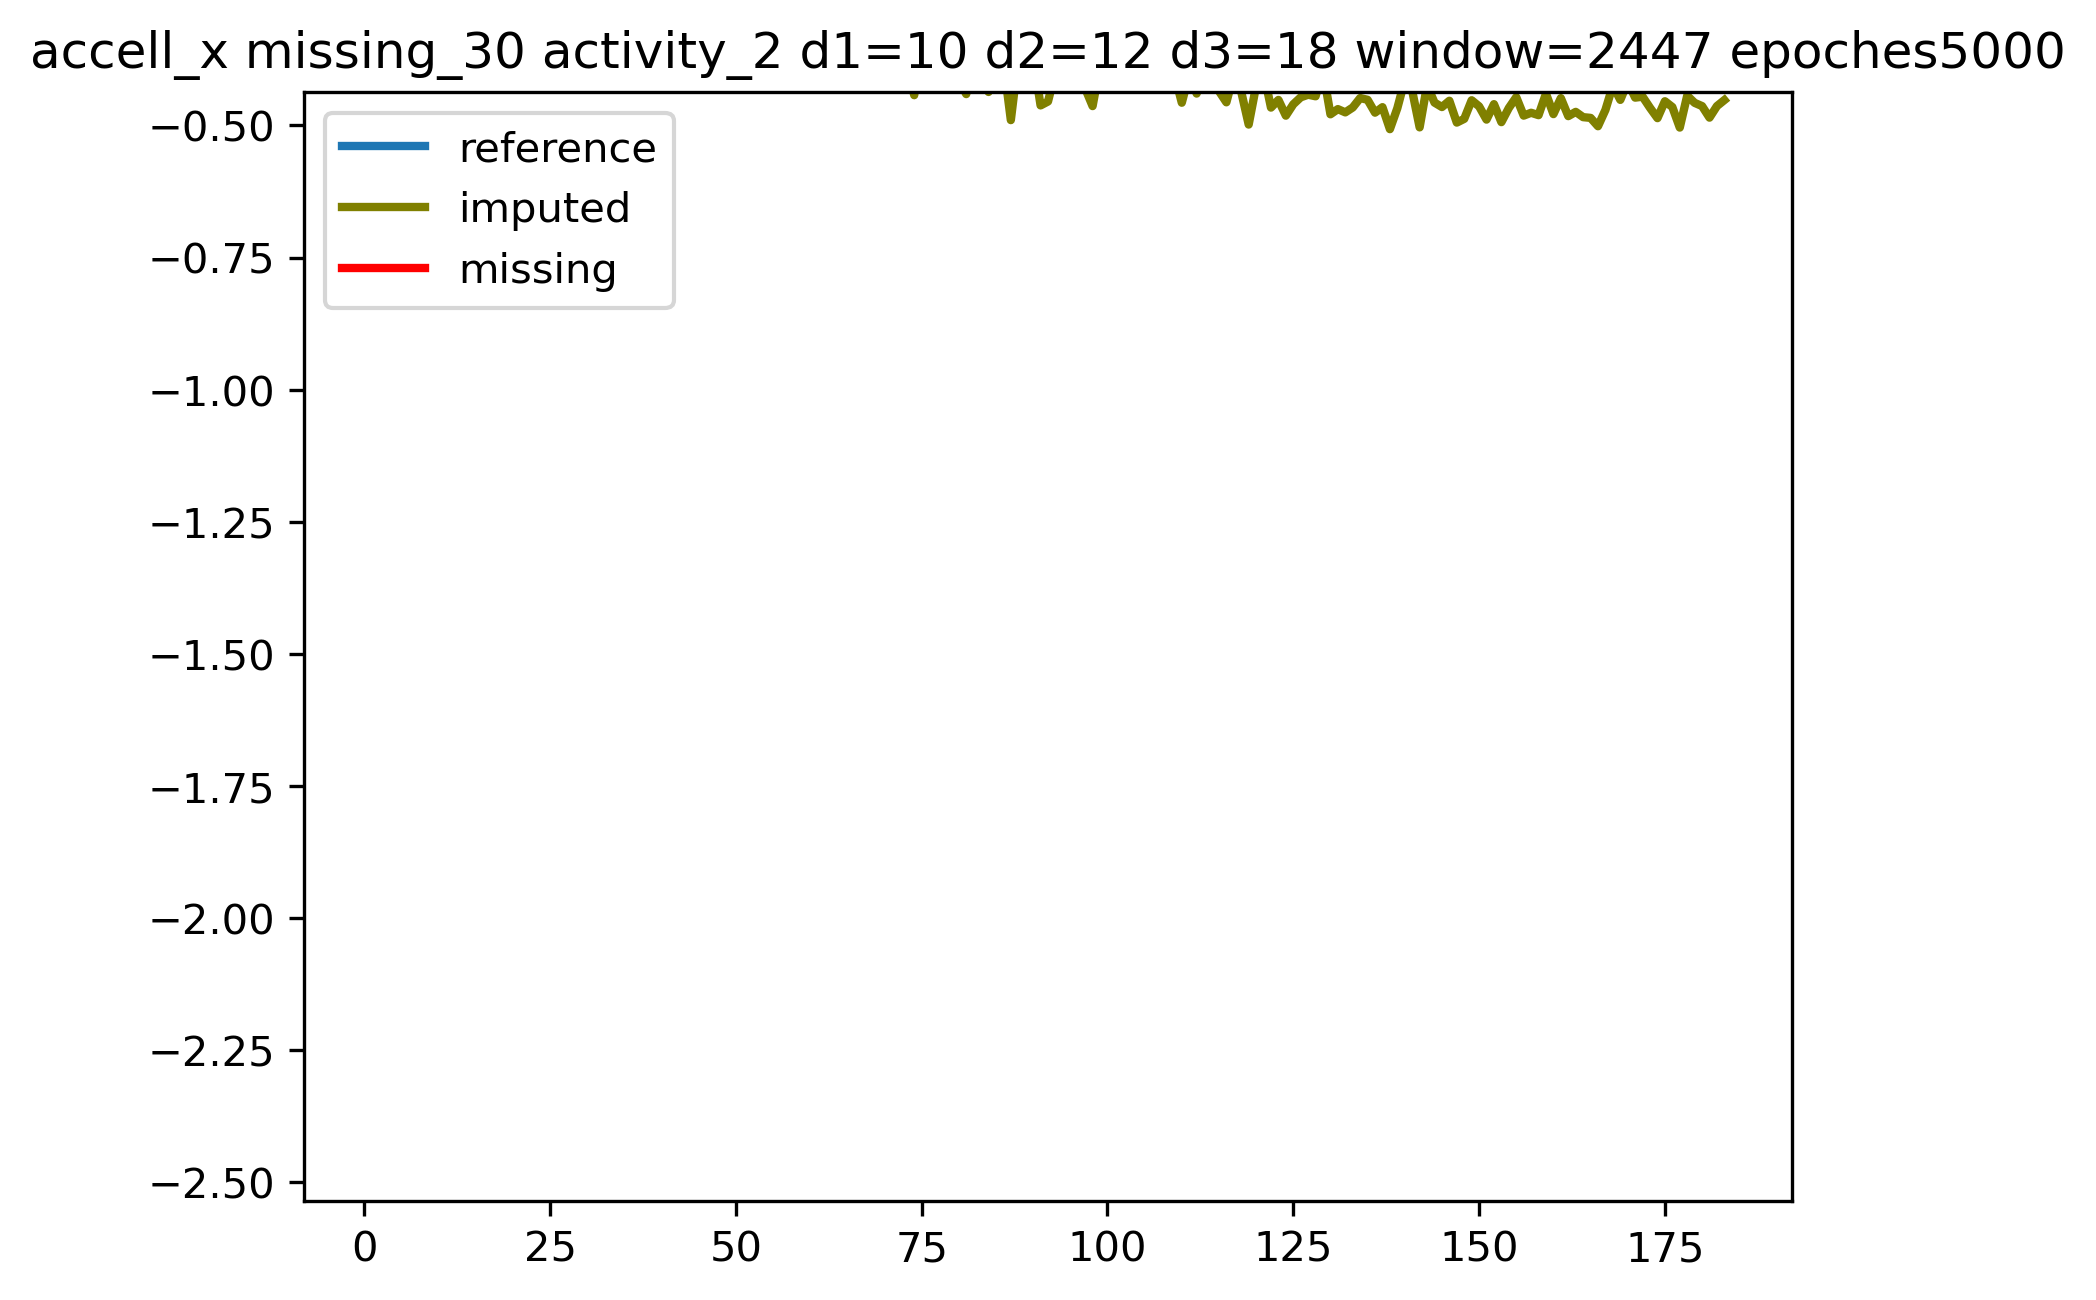 accell_x missing_30 activity_2 d1=10 d2=12 d3=18 window=2447 epoches5000
reference
imputed
missing
−0.50
−0.75
−1.00
−1.25
−1.50
−1.75
−2.00
−2.25
−2.50
0 25 50 75 100 125 150 175